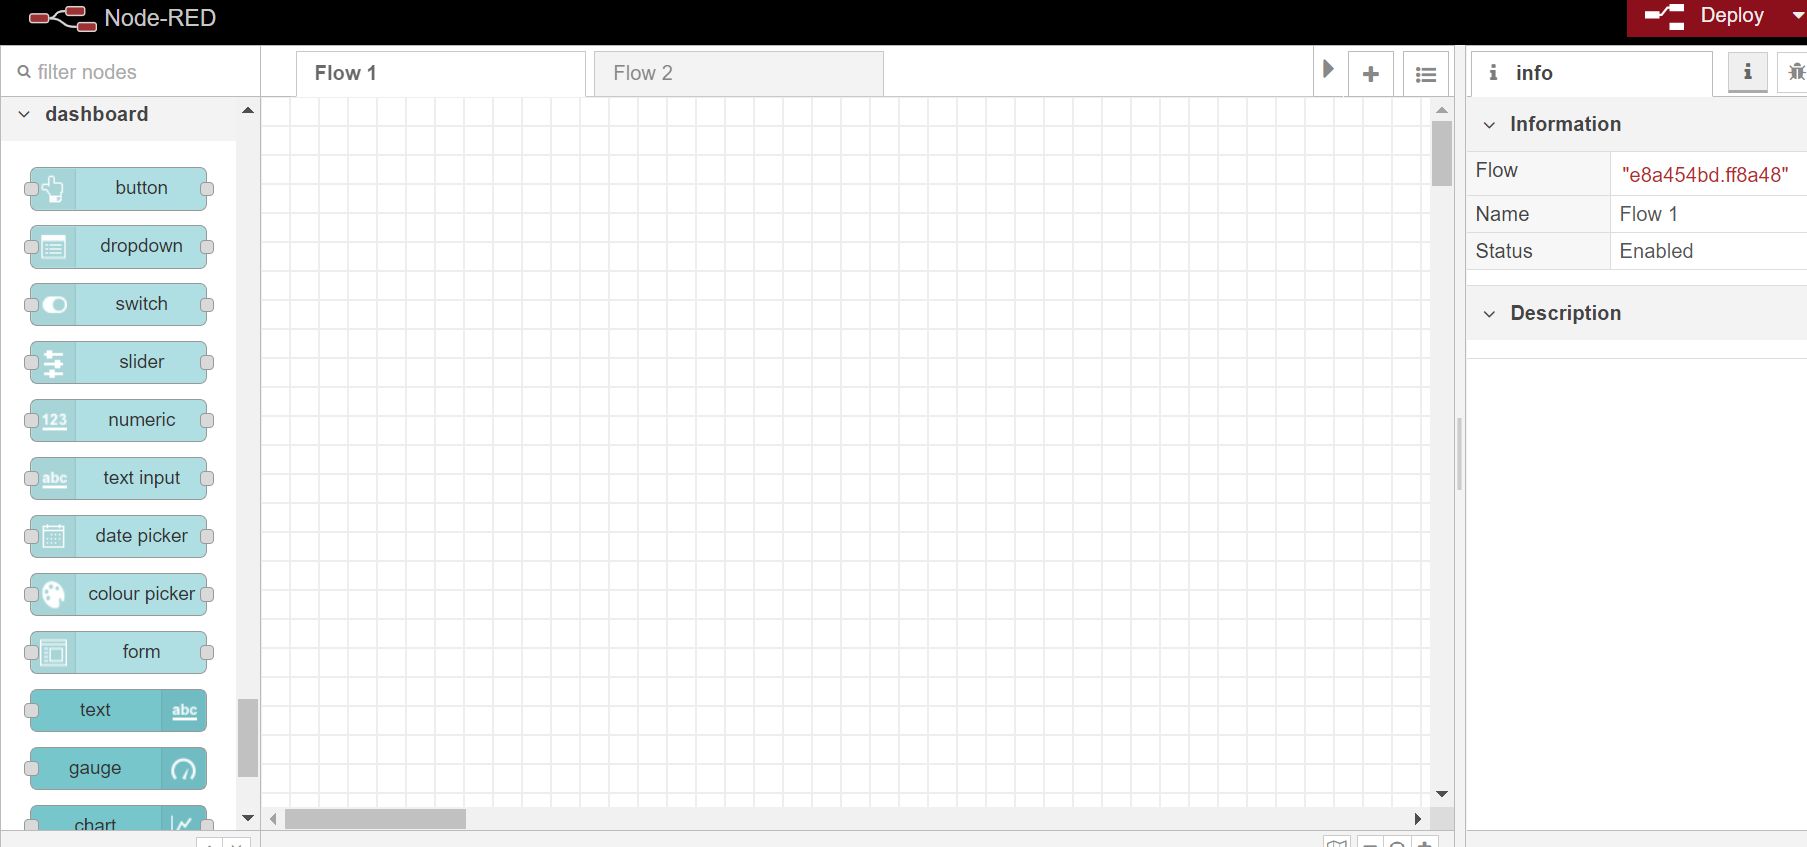 Node-RED
Deploy
filter nodes
Flow 1
Flow 2
info
dashboard
button
dropdown
switch
slider
123 numeric
abc text input
date picker
colour picker
form
text abc
gauge
chart
Information
Flow "e8a454bd.ff8a48"
Name Flow 1
Status Enabled
Description